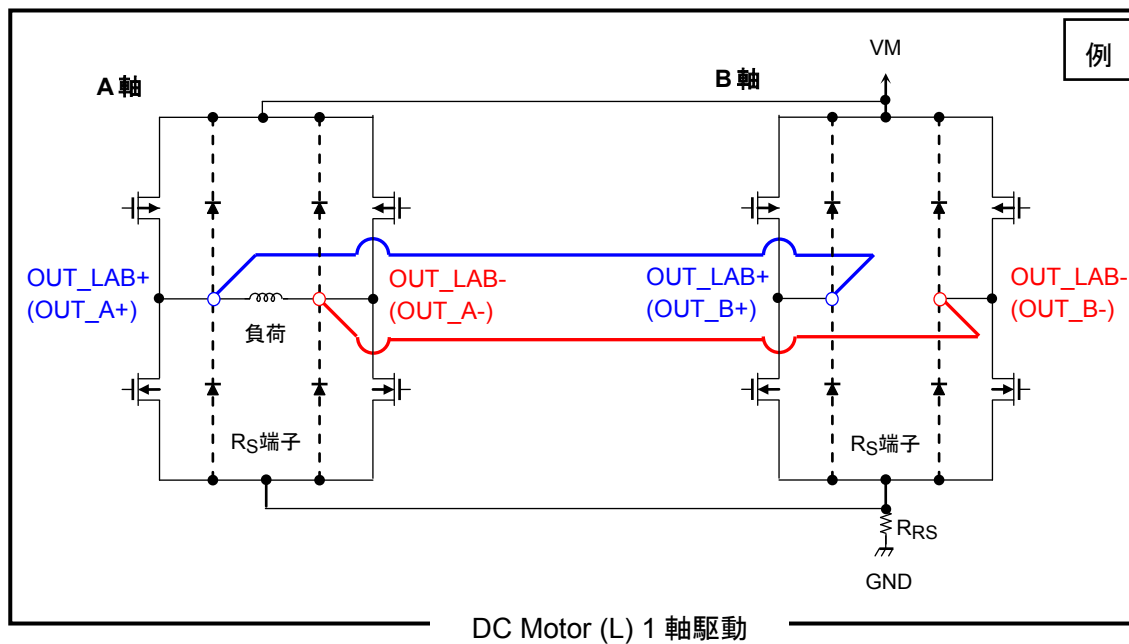 例
VM
A 軸
B 軸
OUT_LAB+
(OUT_A+)
OUT_LAB-
(OUT_A-)
OUT_LAB+
(OUT_B+)
OUT_LAB-
(OUT_B-)
負荷
RS端子
RS端子
RRS
GND
DC Motor (L) 1 軸駆動